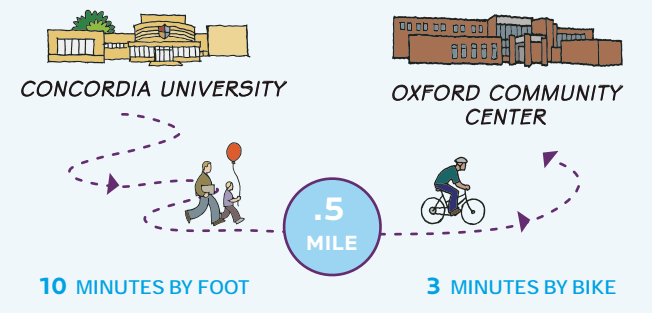 CONCORDIA UNIVERSITY
OXFORD COMMUNITY
CENTER
.5
MILE
10 MINUTES BY FOOT
3 MINUTES BY BIKE